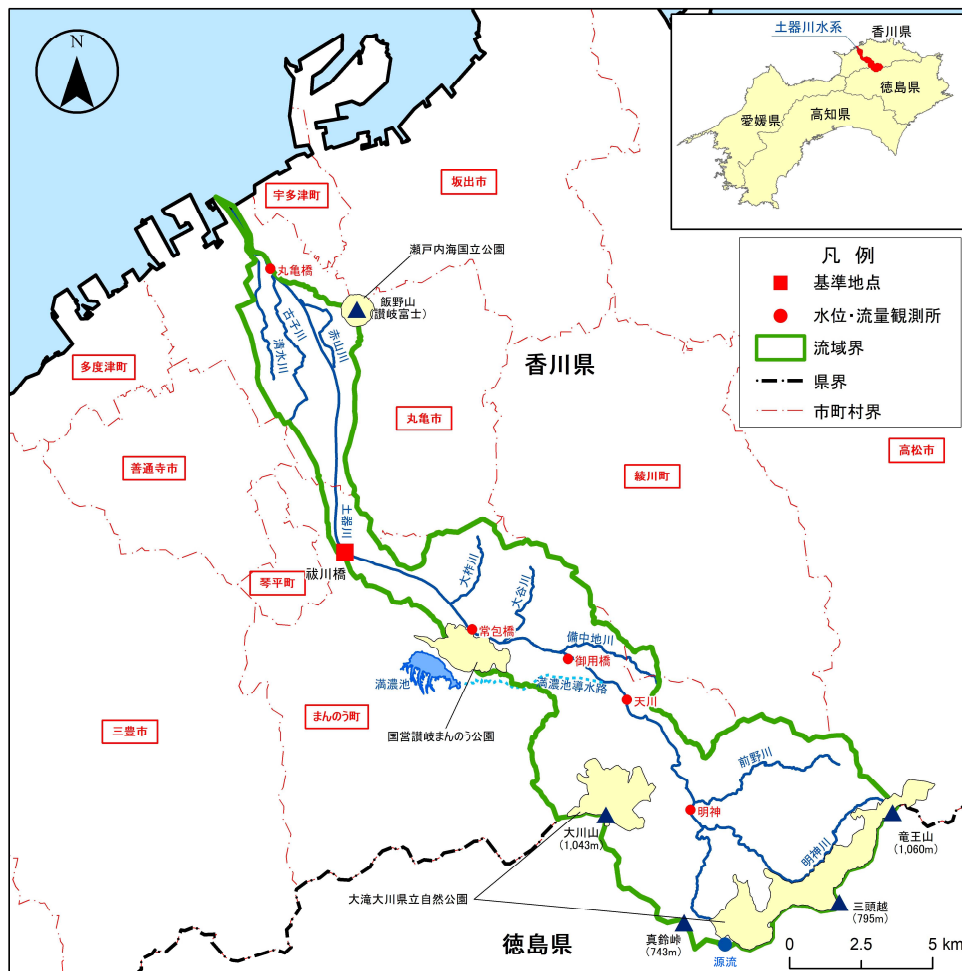 N
土器川水系
香川県
徳島県
愛媛県
高知県
凡 例
基準地点
水位・流量観測所
流域界
県界
市町村界
宇多津町
坂出市
瀬戸内海国立公園
丸亀橋
飯野山
(讃岐富士)
古子川
清水川
赤山川
多度津町
香川県
丸亀市
高松市
善通寺市
綾川町
土器川
祓川橋
琴平町
大柞川
大谷川
常包橋
備中地川
御用橋
満濃池
満濃池導水路
天川
まんのう町
三豊市
国営讃岐まんのう公園
前野川
明神
大川山
(1,043m)
竜王山
(1,060m)
明神川
大滝大川県立自然公園
三頭越
(795m)
徳島県
真鈴峠
(743m)
源流
0 2.5 5 km